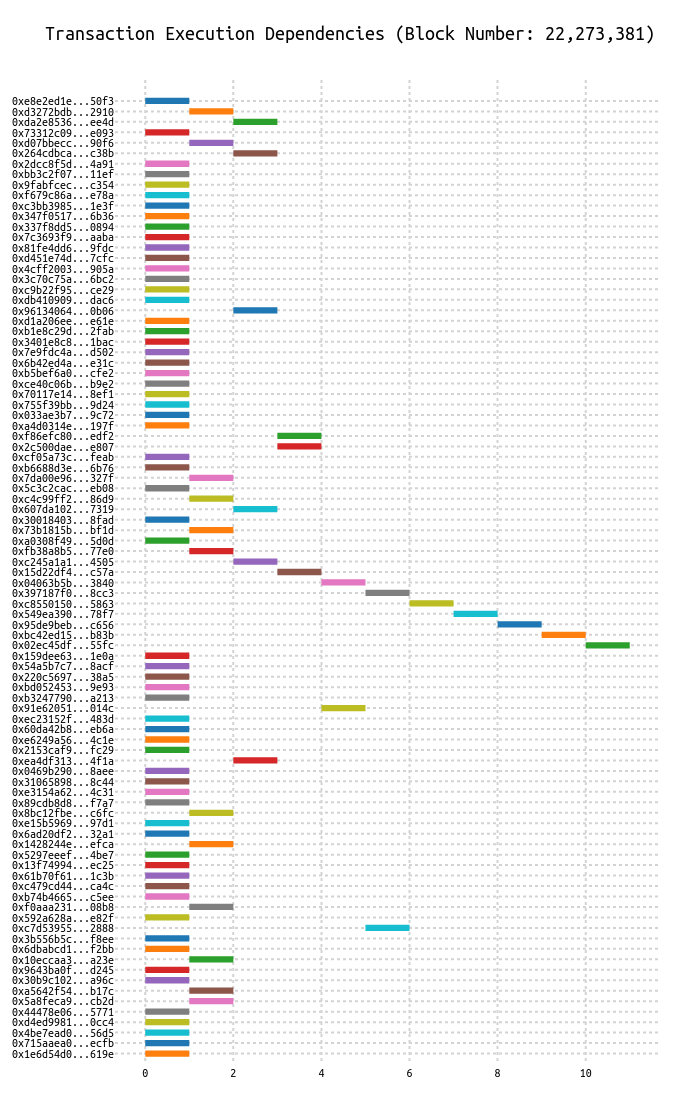 Transaction Execution Dependencies (Block Number: 22,273,381)
0xe8e2ed1e...50f3
0xd3272bdb...2910
0xda2e8536...ee4d
0x73312c09...e093
0xd07bbecc...90f6
0x264cdbca...c38b
0x2dcc8f5d...4a91
0xbb3c2f07...11ef
0x9fabfcec...c354
0xf679c86a...e78a
0xc3bb3985...1e3f
0x347f0517...6b36
0x337f8dd5...0894
0x7c3693f9...aaba
0x81fe4dd6...9fdc
0xd451e74d...7cfc
0x4cff2003...905a
0x3c70c75a...6bc2
0xc9b22f95...ce29
0xdb410909...dac6
0x96134064...0b06
0xd1a206ee...e61e
0xb1e8c29d...2fab
0x3401e8c8...1bac
0x7e9fdc4a...d502
0x6b42ed4a...e31c
0xb5bef6a0...cfe2
0xce40c06b...b9e2
0x70117e14...8ef1
0x755f39bb...9d24
0x033ae3b7...9c72
0xa4d0314e...197f
0xf86efc80...edf2
0x2c500dae...e807
0xcf05a73c...feab
0xb6688d3e...6b76
0x7da00e96...327f
0x5c3c2cac...eb08
0xc4c99ff2...86d9
0x607da102...7319
0x30018403...8fad
0x73b1815b...bf1d
0xa0308f49...5d0d
0xfb38a8b5...77e0
0xc245a1a1...4505
0x15d22df4...c57a
0x04063b5b...3840
0x397187f0...8cc3
0xc8550150...5863
0x549ea390...78f7
0x95de9beb...c656
0xbc42ed15...b83b
0x02ec45df...55fc
0x159dee63...1e0a
0x54a5b7c7...8acf
0x220c5697...38a5
0xbd052453...9e93
0xb3247790...a213
0x91e62051...014c
0xec23152f...483d
0x60da42b8...eb6a
0xe6249a56...4c1e
0x2153caf9...fc29
0xea4df313...4f1a
0x0469b290...8aee
0x31065898...8c44
0xe3154a62...4c31
0x89cdb8d8...f7a7
0x8bc12fbe...c6fc
0xe15b5969...97d1
0x6ad20df2...32a1
0x1428244e...efca
0x5297eeef...4be7
0x13f74994...ec25
0x61b70f61...1c3b
0xc479cd44...ca4c
0xb74b4665...c5ee
0xf0aaa231...08b8
0x592a628a...e82f
0xc7d53955...2888
0x3b556b5c...f8ee
0x6dbabcd1...f2bb
0x10eccaa3...a23e
0x9643ba0f...d245
0x30b9c102...a96c
0xa5642f54...b17c
0x5a8feca9...cb2d
0x44478e06...5771
0xd4ed9981...0cc4
0x4be7ead0...56d5
0x715aaea0...ecfb
0x1e6d54d0...619e
0 2 4 6 8 10